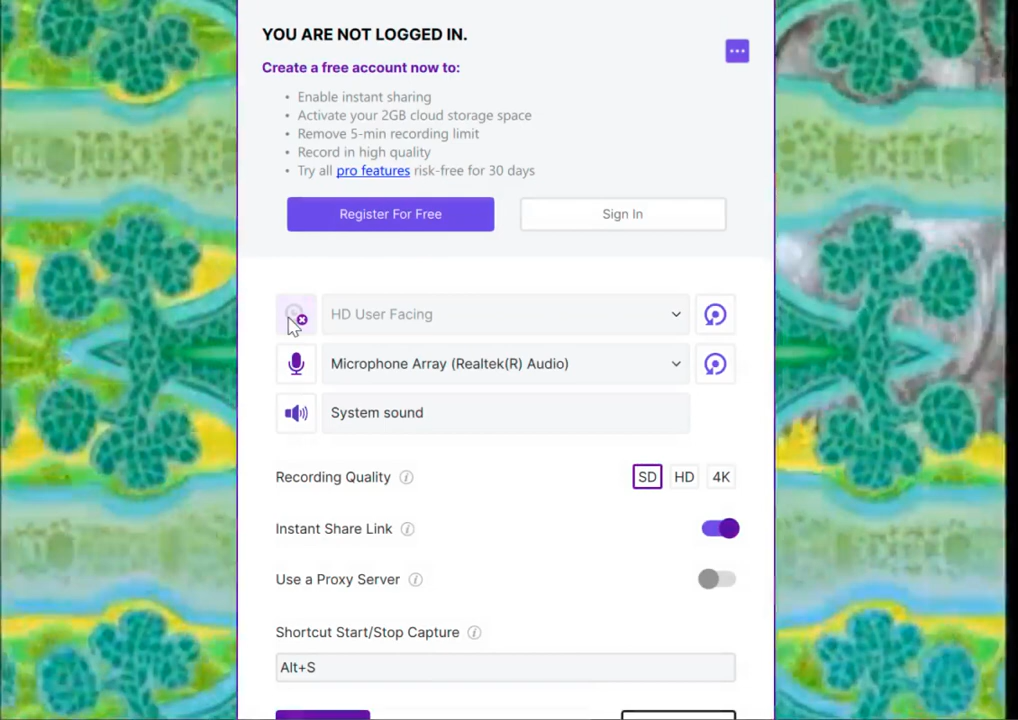 YOU ARE NOT LOGGED IN.
Create a free account now to:
• Enable instant sharing
• Activate your 2GB cloud storage space
• Remove 5-min recording limit
• Record in high quality
• Try all pro features risk-free for 30 days
Register For Free
Sign In
HD User Facing
Microphone Array (Realtek(R) Audio)
System sound
Recording Quality
SD HD 4K
Instant Share Link
Use a Proxy Server
Shortcut Start/Stop Capture
Alt+S